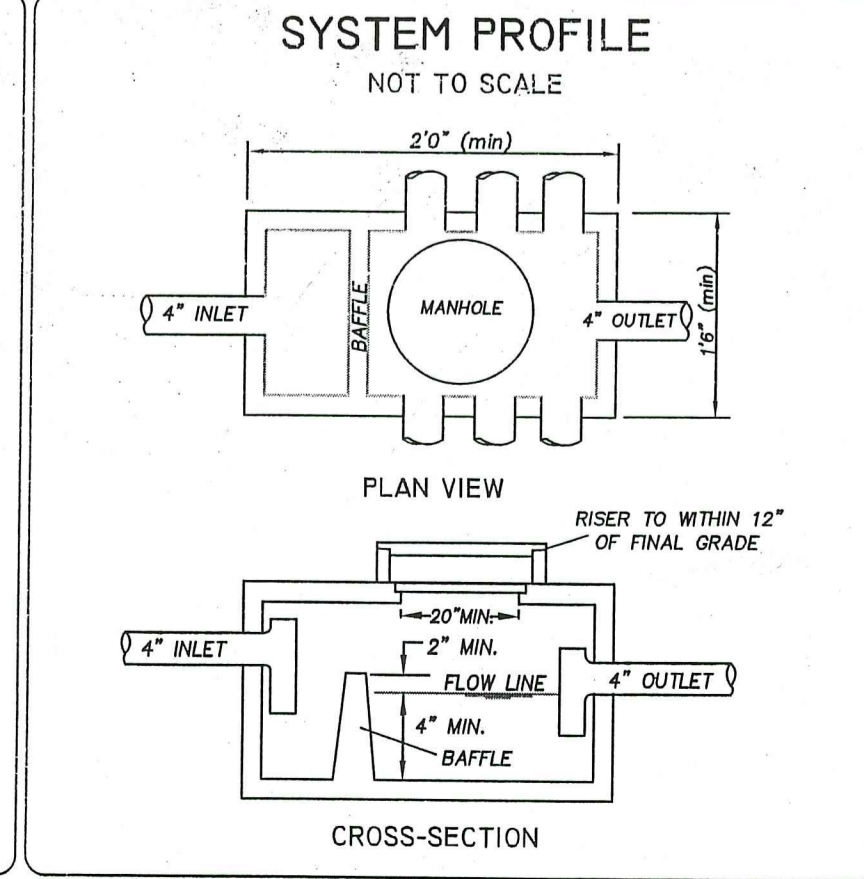 SYSTEM PROFILE
NOT TO SCALE
2'0" (min)
4" INLET
BAFFLE
MANHOLE
4" OUTLET
1'6" (min)
PLAN VIEW
RISER TO WITHIN 12"
OF FINAL GRADE
20"MIN.
4" INLET
2" MIN.
FLOW LINE
4" OUTLET
4" MIN.
BAFFLE
CROSS-SECTION